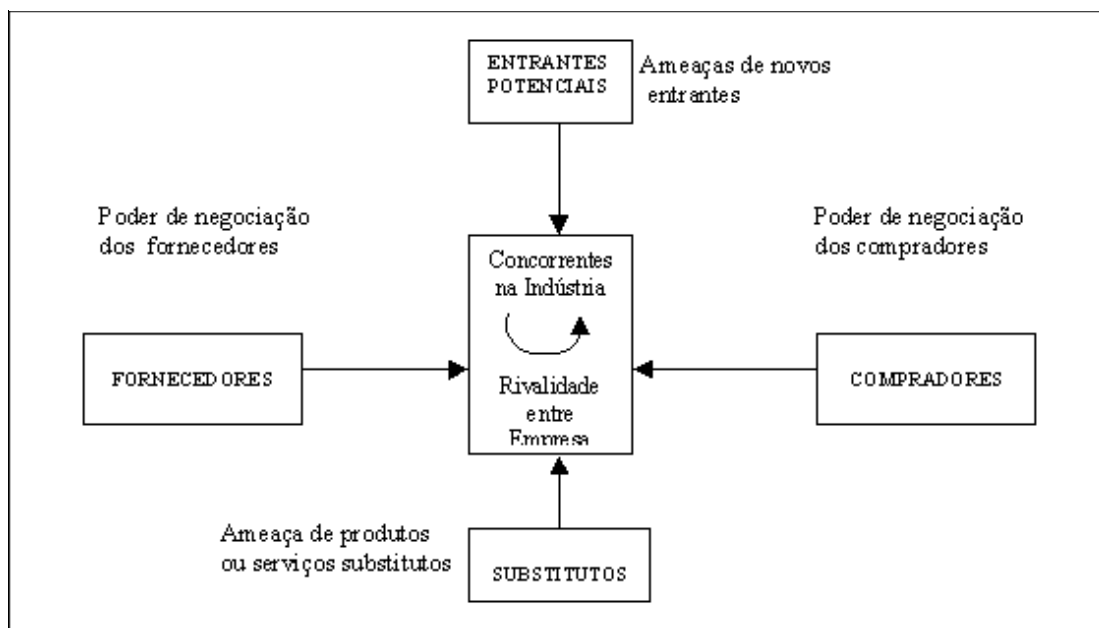 ENTRANTES
POTENCIAIS
Ameaças de novos
entrantes
Poder de negociação
dos fornecedores
Poder de negociação
dos compradores
Concorrentes
na Indústria
FORNECEDORES
COMPRADORES
Rivalidade
entre
Empresa
Ameaça de produtos
ou serviços substitutos
SUBSTITUTOS